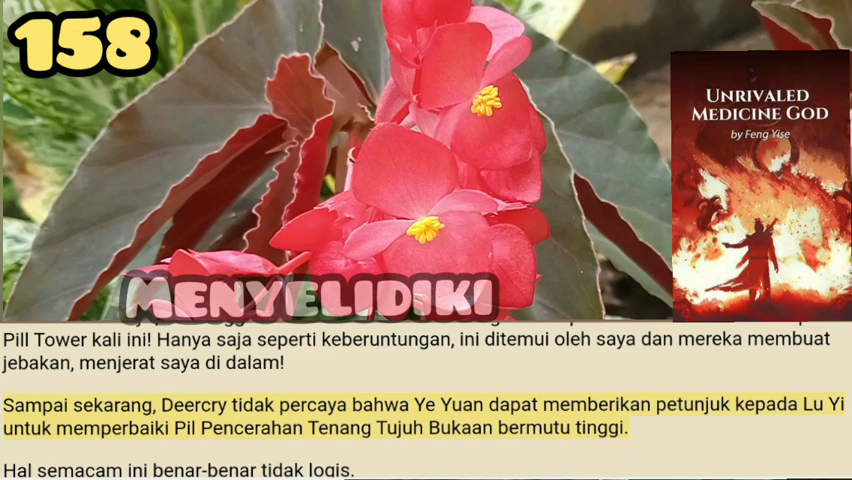 158
UNRIVALED
MEDICINE GOD
by Feng Yise
MENYELIDIKI
Pill Tower kali ini! Hanya saja seperti keberuntungan, ini ditemui oleh saya dan mereka membuat
jebakan, menjerat saya di dalam!
Sampai sekarang, Deercry tidak percaya bahwa Ye Yuan dapat memberikan petunjuk kepada Lu Yi
untuk memperbaiki Pil Pencerahan Tenang Tujuh Bukaan bermutu tinggi.
Hal semacam ini benar-benar tidak logis.